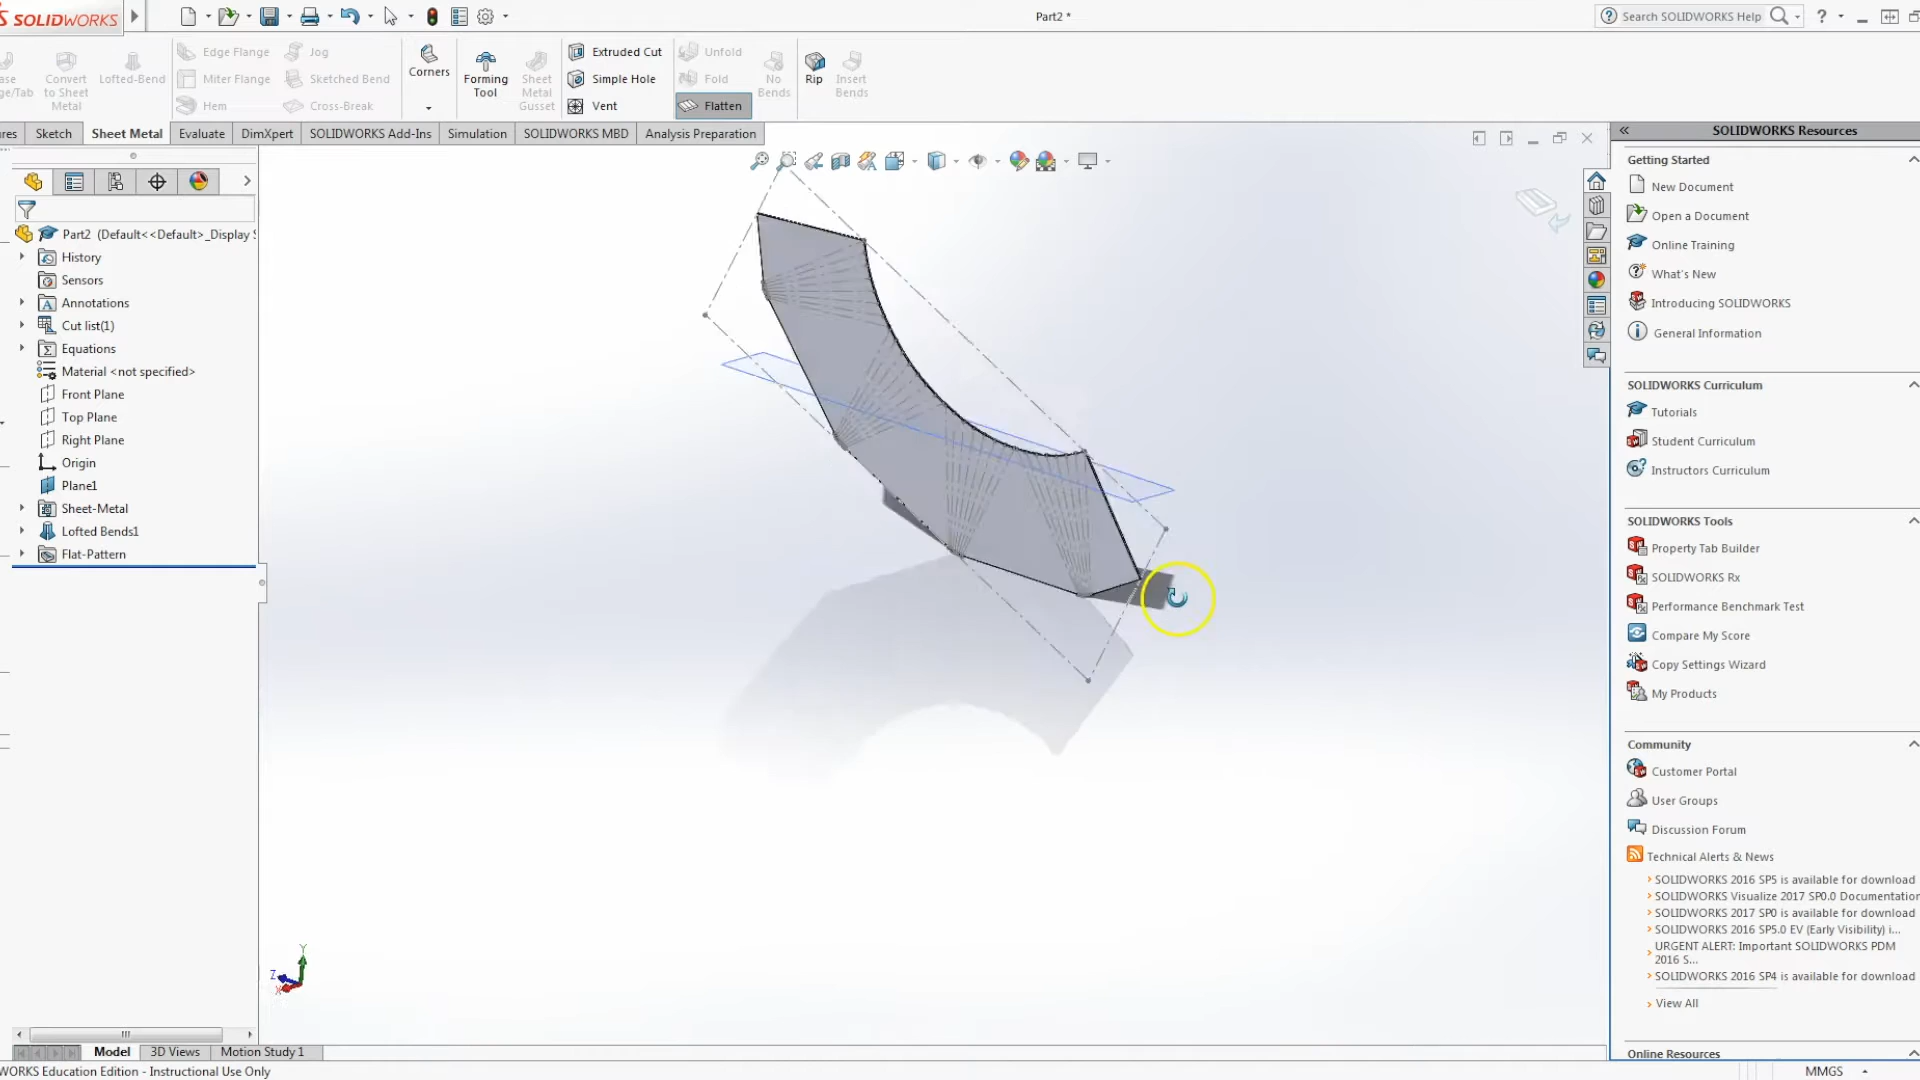 SOLIDWORKS
Part2 *
Search SOLIDWORKS Help
Edge Flange
Jog
Extruded Cut
Unfold
Convert to Sheet Metal
Lofted-Bend
Miter Flange
Sketched Bend
Corners
Forming Tool
Sheet Metal Gusset
Simple Hole
Fold
No Bends
Rip
Insert Bends
Hem
Cross-Break
Vent
Flatten
Sketch
Sheet Metal
Evaluate
DimXpert
SOLIDWORKS Add-Ins
Simulation
SOLIDWORKS MBD
Analysis Preparation
Part2 (Default<<Default>_Display S
History
Sensors
Annotations
Cut list(1)
Equations
Material <not specified>
Front Plane
Top Plane
Right Plane
Origin
Plane1
Sheet-Metal
Lofted Bends1
Flat-Pattern
Y
Z
X
SOLIDWORKS Resources
Getting Started
New Document
Open a Document
Online Training
What's New
Introducing SOLIDWORKS
General Information
SOLIDWORKS Curriculum
Tutorials
Student Curriculum
Instructors Curriculum
SOLIDWORKS Tools
Property Tab Builder
SOLIDWORKS Rx
Performance Benchmark Test
Compare My Score
Copy Settings Wizard
My Products
Community
Customer Portal
User Groups
Discussion Forum
Technical Alerts & News
SOLIDWORKS 2016 SP5 is available for download
SOLIDWORKS Visualize 2017 SP0.0 Documentation
SOLIDWORKS 2017 SP0 is available for download
SOLIDWORKS 2016 SP5.0 EV (Early Visibility) i...
URGENT ALERT: Important SOLIDWORKS PDM
2016 S...
SOLIDWORKS 2016 SP4 is available for download
View All
Online Resources
Model
3D Views
Motion Study 1
WORKS Education Edition - Instructional Use Only
MMGS